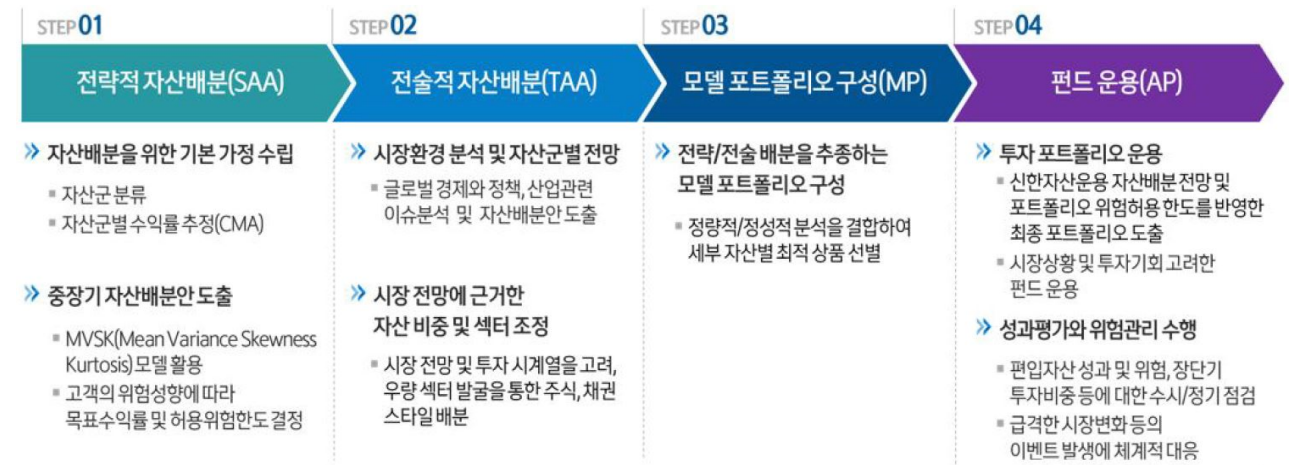 STEP 01
전략적 자산배분(SAA)
» 자산배분을 위한 기본 가정 수립
▪ 자산군 분류
▪ 자산군별 수익률 추정(CMA)
» 중장기 자산배분안 도출
▪ MVSK(Mean Variance Skewness
Kurtosis) 모델 활용
▪ 고객의 위험성향에 따라
목표수익률 및 허용위험한도 결정
STEP 02
전술적 자산배분(TAA)
» 시장환경 분석 및 자산군별 전망
▪ 글로벌 경제와 정책, 산업관련
이슈분석 및 자산배분안 도출
» 시장 전망에 근거한
자산 비중 및 섹터 조정
▪ 시장 전망 및 투자 시계열을 고려,
우량 섹터 발굴을 통한 주식, 채권
스타일 배분
STEP 03
모델 포트폴리오 구성(MP)
» 전략/전술 배분을 추종하는
모델 포트폴리오 구성
▪ 정량적/정성적 분석을 결합하여
세부 자산별 최적 상품 선별
STEP 04
펀드 운용(AP)
» 투자 포트폴리오 운용
▪ 신한자산운용 자산배분 전망 및
포트폴리오 위험허용 한도를 반영한
최종 포트폴리오 도출
▪ 시장상황 및 투자기회 고려한
펀드 운용
» 성과평가와 위험관리 수행
▪ 편입자산 성과 및 위험, 장단기
투자비중 등에 대한 수시/정기 점검
▪ 급격한 시장변화 등의
이벤트 발생에 체계적 대응